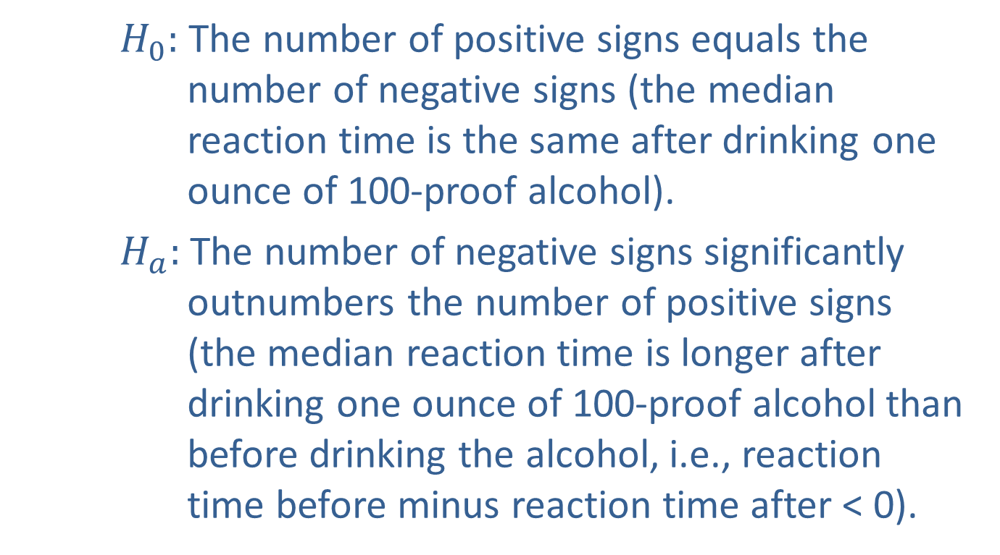 H₀: The number of positive signs equals the
number of negative signs (the median
reaction time is the same after drinking one
ounce of 100-proof alcohol).
Hₐ: The number of negative signs significantly
outnumbers the number of positive signs
(the median reaction time is longer after
drinking one ounce of 100-proof alcohol than
before drinking the alcohol, i.e., reaction
time before minus reaction time after < 0).